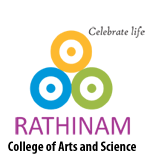 Celebrate life
RATHINAM
College of Arts and Science